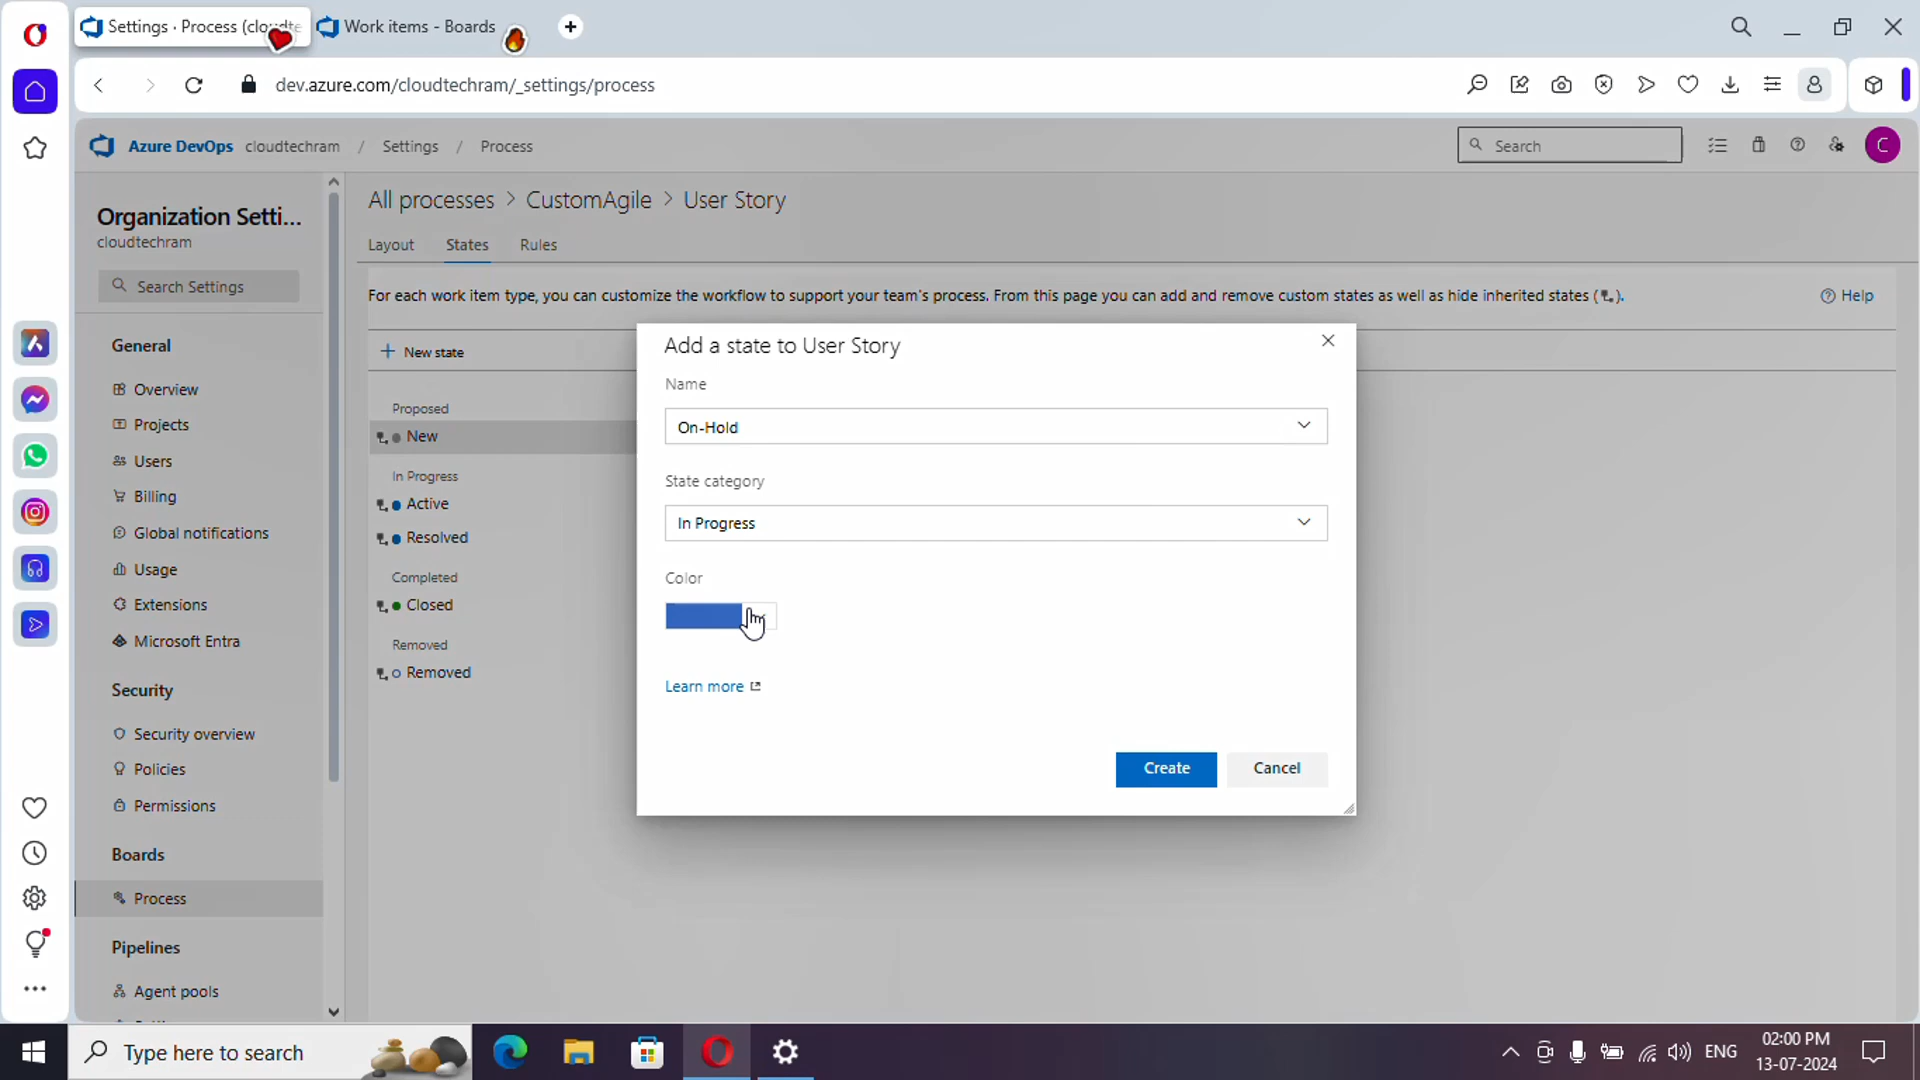 Settings · Process (cloudte
Work items - Boards
dev.azure.com/cloudtechram/_settings/process
Azure DevOps cloudtechram / Settings / Process
Search
C
Organization Setti...
cloudtechram
Search Settings
General
Overview
Projects
Users
Billing
Global notifications
Usage
Extensions
Microsoft Entra
Security
Security overview
Policies
Permissions
Boards
Process
Pipelines
Agent pools
All processes > CustomAgile > User Story
Layout States Rules
For each work item type, you can customize the workflow to support your team's process. From this page you can add and remove custom states as well as hide inherited states ( ).
Help
New state
Proposed
New
In Progress
Active
Resolved
Completed
Closed
Removed
Removed
Add a state to User Story
Name
On-Hold
State category
In Progress
Color
Learn more
Create Cancel
Type here to search
ENG
02:00 PM
13-07-2024